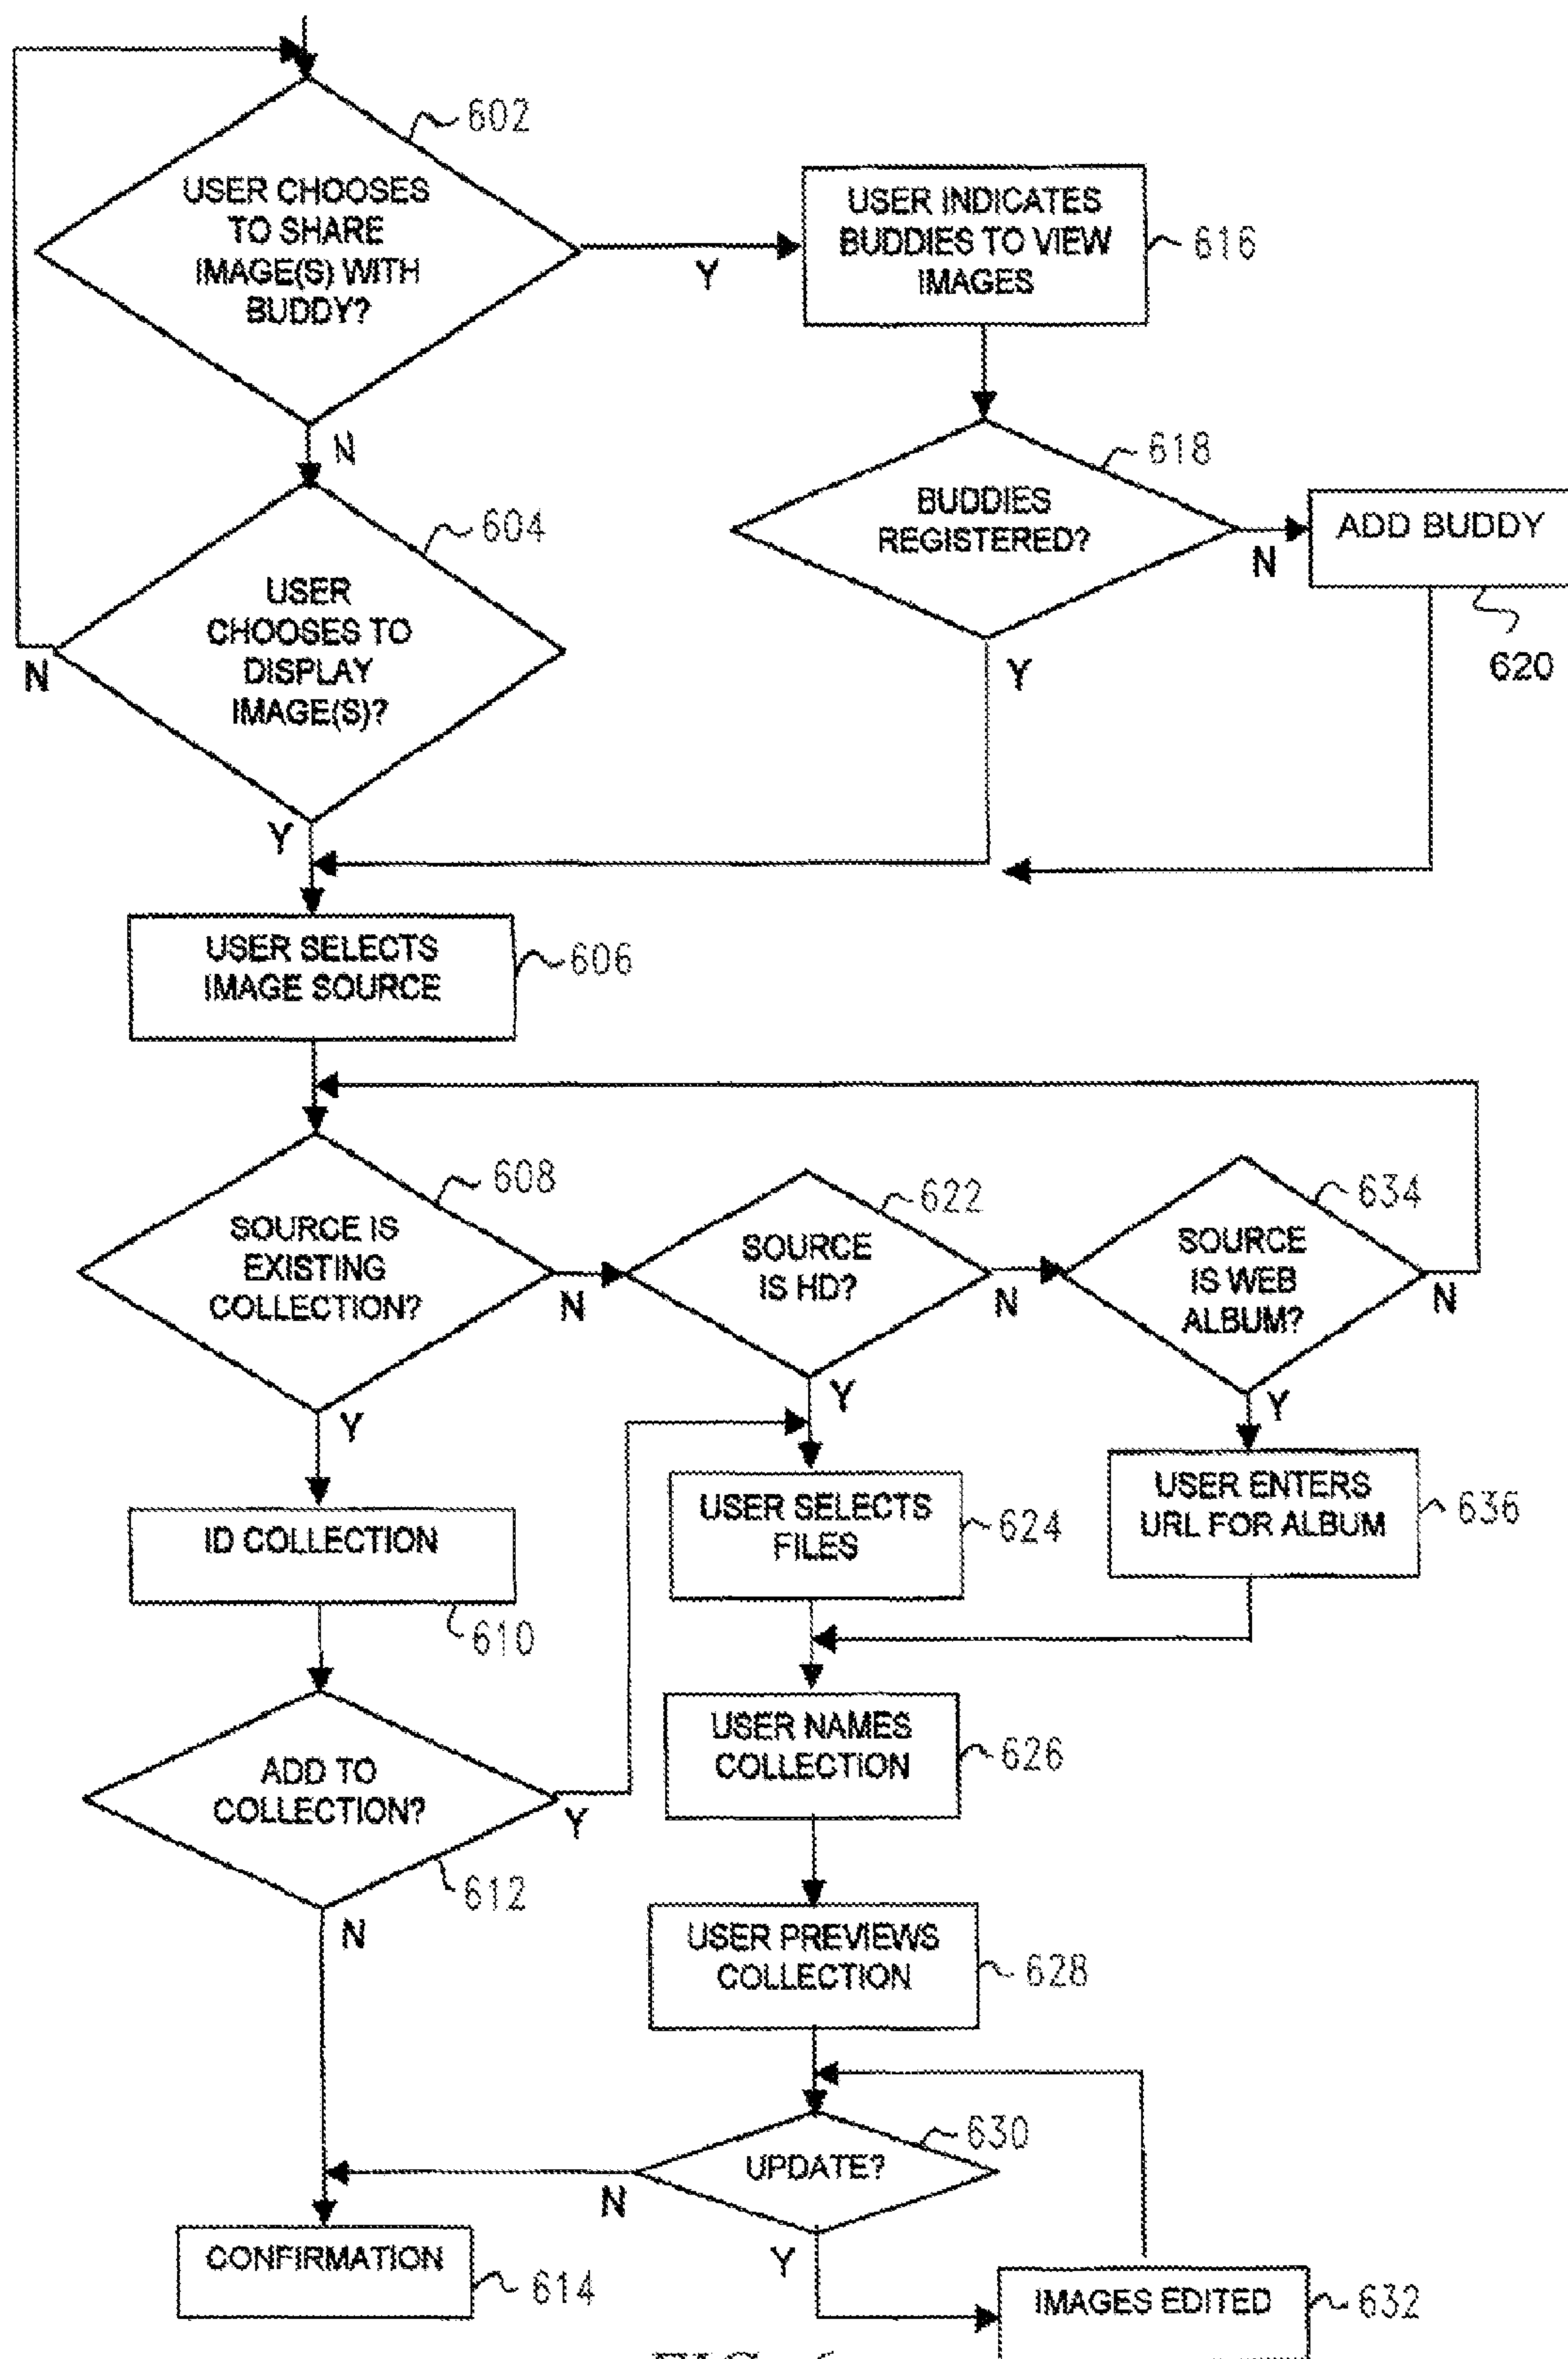 602
USER CHOOSES
TO SHARE
IMAGE(S) WITH
BUDDY?
Y
N
USER INDICATES
BUDDIES TO VIEW
IMAGES
616
618
BUDDIES
REGISTERED?
N
Y
ADD BUDDY
620
604
USER
CHOOSES TO
DISPLAY
IMAGE(S)?
N
Y
USER SELECTS
IMAGE SOURCE
606
608
SOURCE IS
EXISTING
COLLECTION?
N
Y
622
SOURCE
IS HD?
N
Y
634
SOURCE
IS WEB
ALBUM?
N
Y
ID COLLECTION
610
USER SELECTS
FILES
624
USER ENTERS
URL FOR ALBUM
636
ADD TO
COLLECTION?
Y
612
N
USER NAMES
COLLECTION
626
USER PREVIEWS
COLLECTION
628
630
UPDATE?
N
Y
CONFIRMATION
614
IMAGES EDITED
632